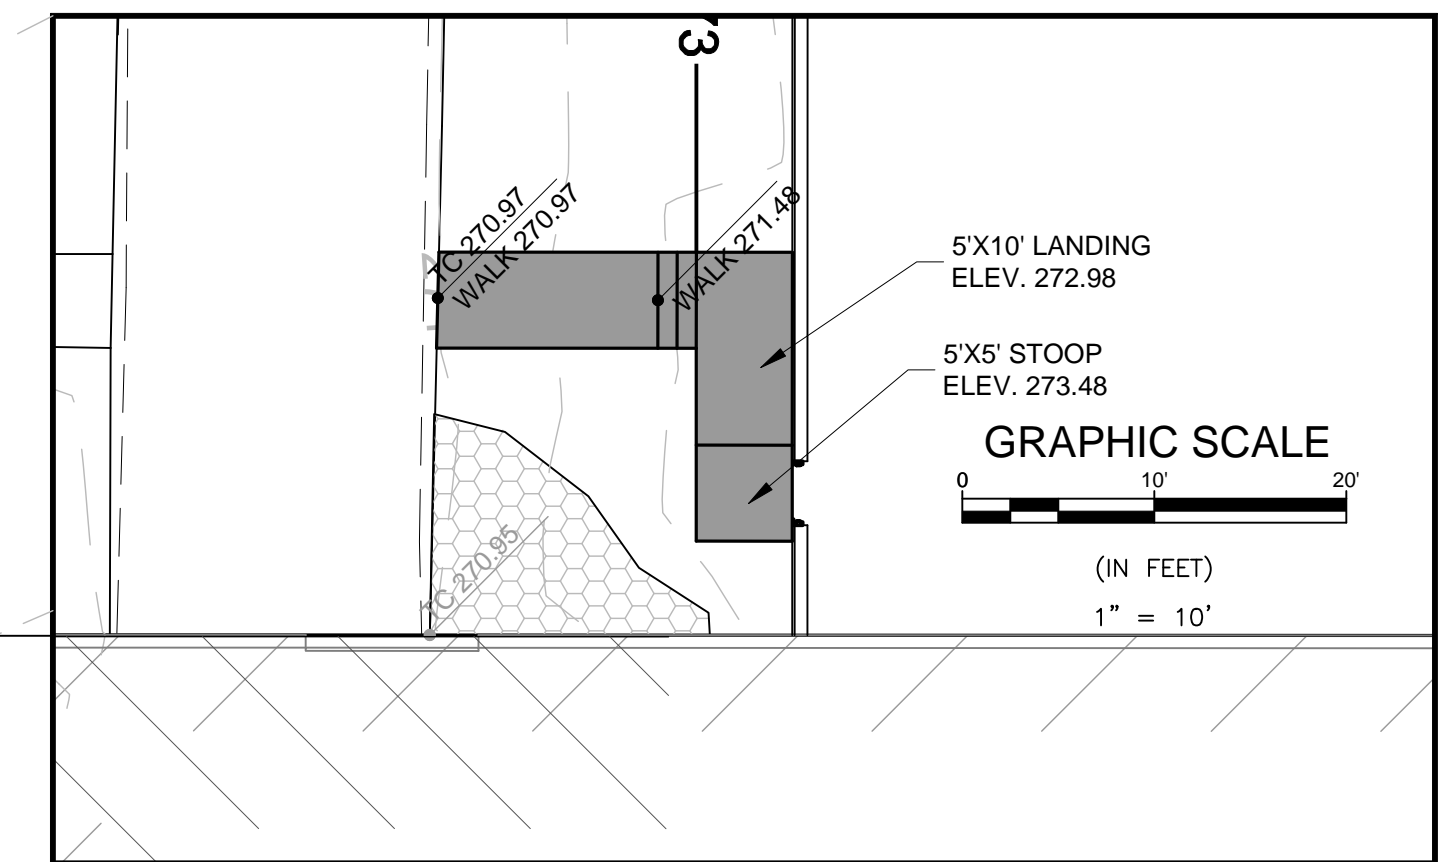 3
TC 270.97
WALK 270.97
WALK 271.48
5'X10' LANDING
ELEV. 272.98
5'X5' STOOP
ELEV. 273.48
GRAPHIC SCALE
0 10' 20'
(IN FEET)
1" = 10'
TC 270.95